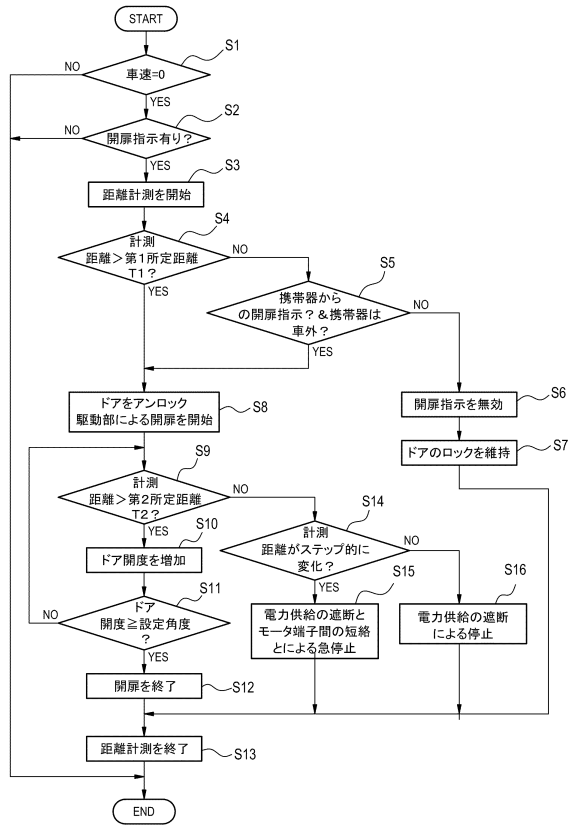 START
S1
NO
車速=0
YES
S2
NO
開扉指示有り?
YES
S3
距離計測を開始
S4
計測
距離＞第1所定距離
T1?
NO
YES
S5
携帯器から
の開扉指示?&携帯器は
車外?
NO
YES
S6
開扉指示を無効
S7
ドアのロックを維持
S8
ドアをアンロック
駆動部による開扉を開始
S9
計測
距離＞第2所定距離
T2?
NO
YES
S10
ドア開度を増加
S11
ドア
開度≧設定角度
?
NO
YES
S12
開扉を終了
S14
計測
距離がステップ的に
変化?
NO
YES
S15
電力供給の遮断と
モータ端子間の短絡
とによる急停止
S16
電力供給の遮断
による停止
S13
距離計測を終了
END